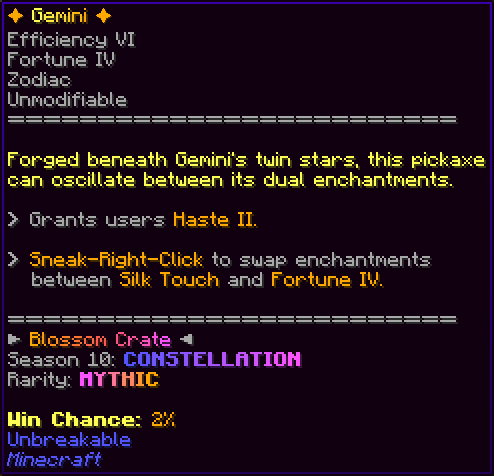 ✦ Gemini ✦
Efficiency VI
Fortune IV
Zodiac
Unmodifiable
============================
Forged beneath Gemini's twin stars, this pickaxe
can oscillate between its dual enchantments.
> Grants users Haste II.
> Sneak-Right-Click to swap enchantments
between Silk Touch and Fortune IV.
============================
► Blossom Crate ◄
Season 10: CONSTELLATION
Rarity: MYTHIC
Win Chance: 2%
Unbreakable
Minecraft